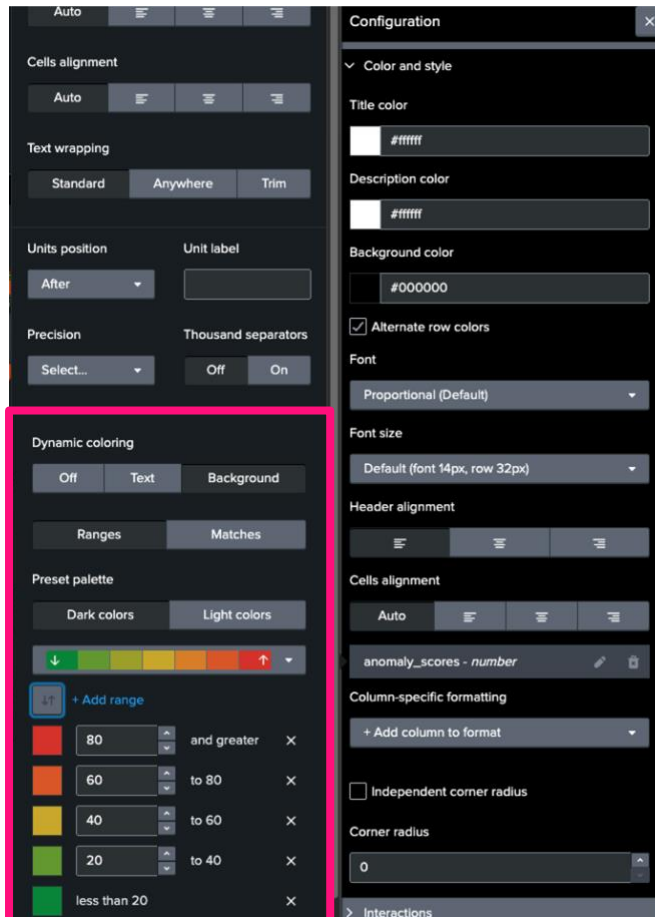 Auto
Cells alignment
Auto
Text wrapping
Standard Anywhere Trim
Units position Unit label
After
Precision Thousand separators
Select... Off On
Dynamic coloring
Off Text Background
Ranges Matches
Preset palette
Dark colors Light colors
+ Add range
80 and greater
60 to 80
40 to 60
20 to 40
less than 20
Configuration
Color and style
Title color
#ffffff
Description color
#ffffff
Background color
#000000
Alternate row colors
Font
Proportional (Default)
Font size
Default (font 14px, row 32px)
Header alignment
Cells alignment
Auto
anomaly_scores - number
Column-specific formatting
+ Add column to format
Independent corner radius
Corner radius
0
Interactions